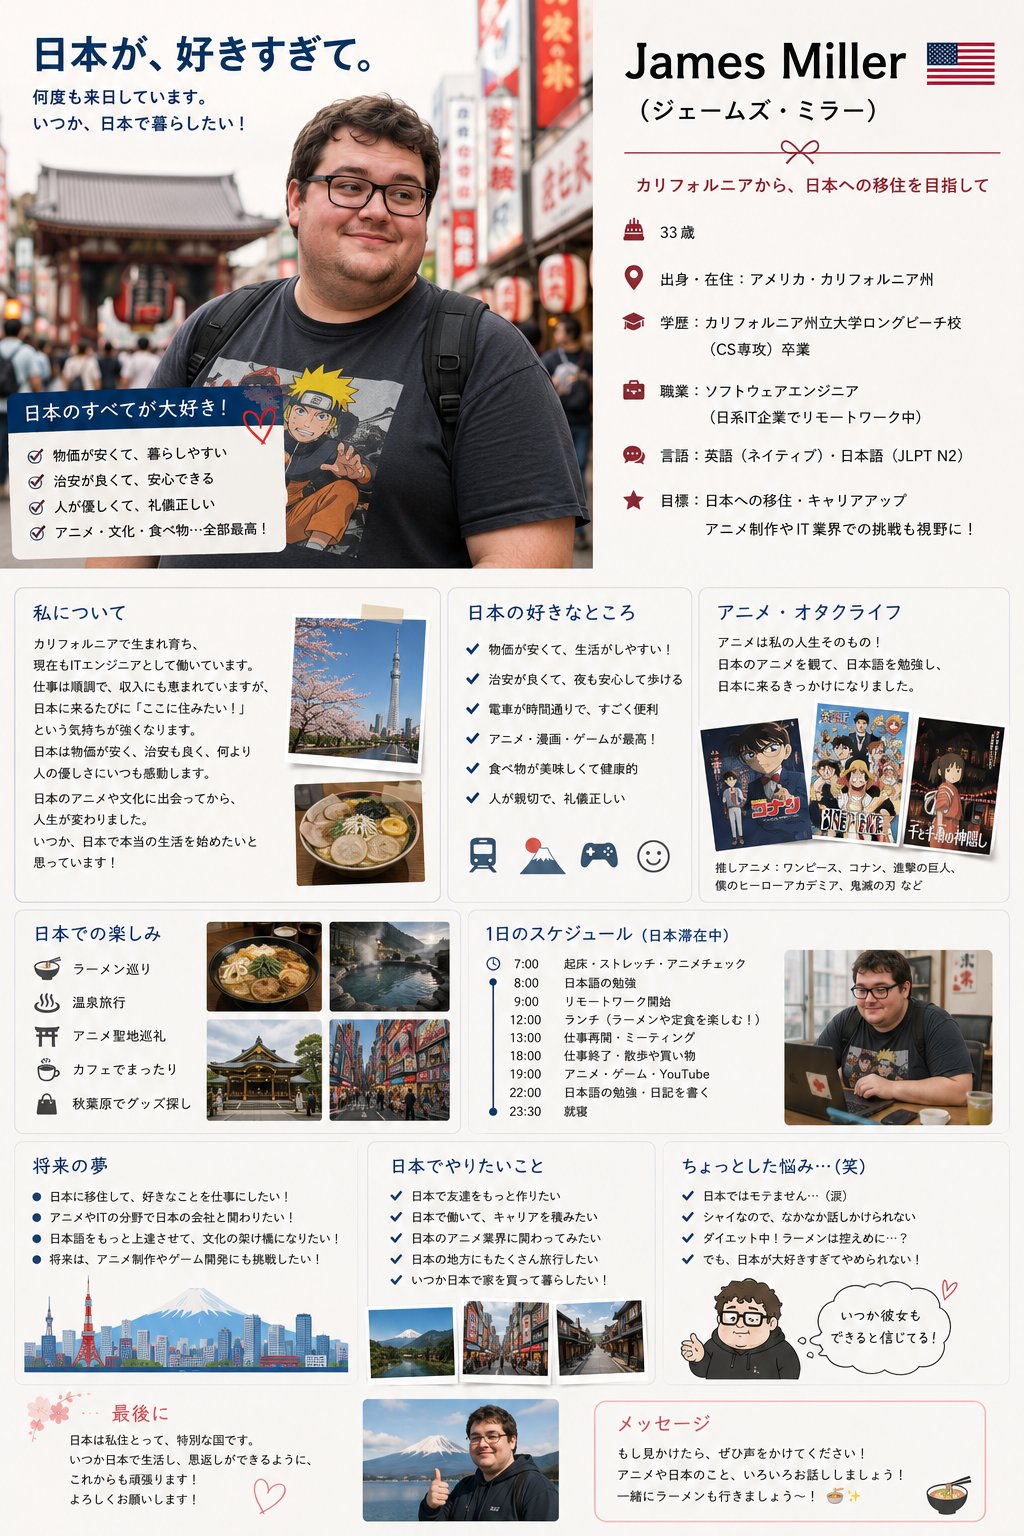 日本が、好きすぎて。
何度も来日しています。
いつか、日本で暮らしたい！
James Miller
（ジェームズ・ミラー）
カリフォルニアから、日本への移住を目指して
33歳
出身・在住：アメリカ・カリフォルニア州
学歴：カリフォルニア州立大学ロングビーチ校
（CS専攻）卒業
職業：ソフトウェアエンジニア
（日系IT企業でリモートワーク中）
言語：英語（ネイティブ）・日本語（JLPT N2）
目標：日本への移住・キャリアアップ
アニメ制作やIT業界での挑戦も視野に！
日本のすべてが大好き！
物価が安くて、暮らしやすい
治安が良くて、安心できる
人が優しくて、礼儀正しい
アニメ・文化・食べ物…全部最高！
私について
カリフォルニアで生まれ育ち、
現在もITエンジニアとして働いています。
仕事は順調で、収入にも恵まれていますが、
日本に来るたびに「ここに住みたい！」
という気持ちが強くなります。
日本は物価が安く、治安も良く、何より
人の優しさにいつも感動します。
日本のアニメや文化に出会ってから、
人生が変わりました。
いつか、日本で本当の生活を始めたいと
思っています！
日本の好きなところ
物価が安くて、生活がしやすい！
治安が良くて、夜も安心して歩ける
電車が時間通りで、すごく便利
アニメ・漫画・ゲームが最高！
食べ物が美味しくて健康的
人が親切で、礼儀正しい
アニメ・オタクライフ
アニメは私の人生そのもの！
日本のアニメを観て、日本語を勉強し、
日本に来るきっかけになりました。
コナン
ONE PIECE
千と千尋の神隠し
推しアニメ：ワンピース、コナン、進撃の巨人、
僕のヒーローアカデミア、鬼滅の刃 など
日本での楽しみ
ラーメン巡り
温泉旅行
アニメ聖地巡礼
カフェでまったり
秋葉原でグッズ探し
1日のスケジュール（日本滞在中）
7:00 起床・ストレッチ・アニメチェック
8:00 日本語の勉強
9:00 リモートワーク開始
12:00 ランチ（ラーメンや定食を楽しむ！）
13:00 仕事再開・ミーティング
18:00 仕事終了・散歩や買い物
19:00 アニメ・ゲーム・YouTube
22:00 日本語の勉強・日記を書く
23:30 就寝
将来の夢
日本に移住して、好きなことを仕事にしたい！
アニメやITの分野で日本の会社と関わりたい！
日本語をもっと上達させて、文化の架け橋になりたい！
将来は、アニメ制作やゲーム開発にも挑戦したい！
日本でやりたいこと
日本で友達をもっと作りたい
日本で働いて、キャリアを積みたい
日本のアニメ業界に関わってみたい
日本の地方にもたくさん旅行したい
いつか日本で家を買って暮らしたい！
ちょっとした悩み…（笑）
日本ではモテません…（涙）
シャイなので、なかなか話しかけられない
ダイエット中！ラーメンは控えめに…？
でも、日本が大好きすぎてやめられない！
いつか彼女も
できると信じてる！
最後に
日本は私住とって、特別な国です。
いつか日本で生活し、恩返しができるように、
これからも頑張ります！
よろしくお願いします！
メッセージ
もし見かけたら、ぜひ声をかけてください！
アニメや日本のこと、いろいろお話ししましょう！
一緒にラーメンも行きましょう〜！ 🍜✨